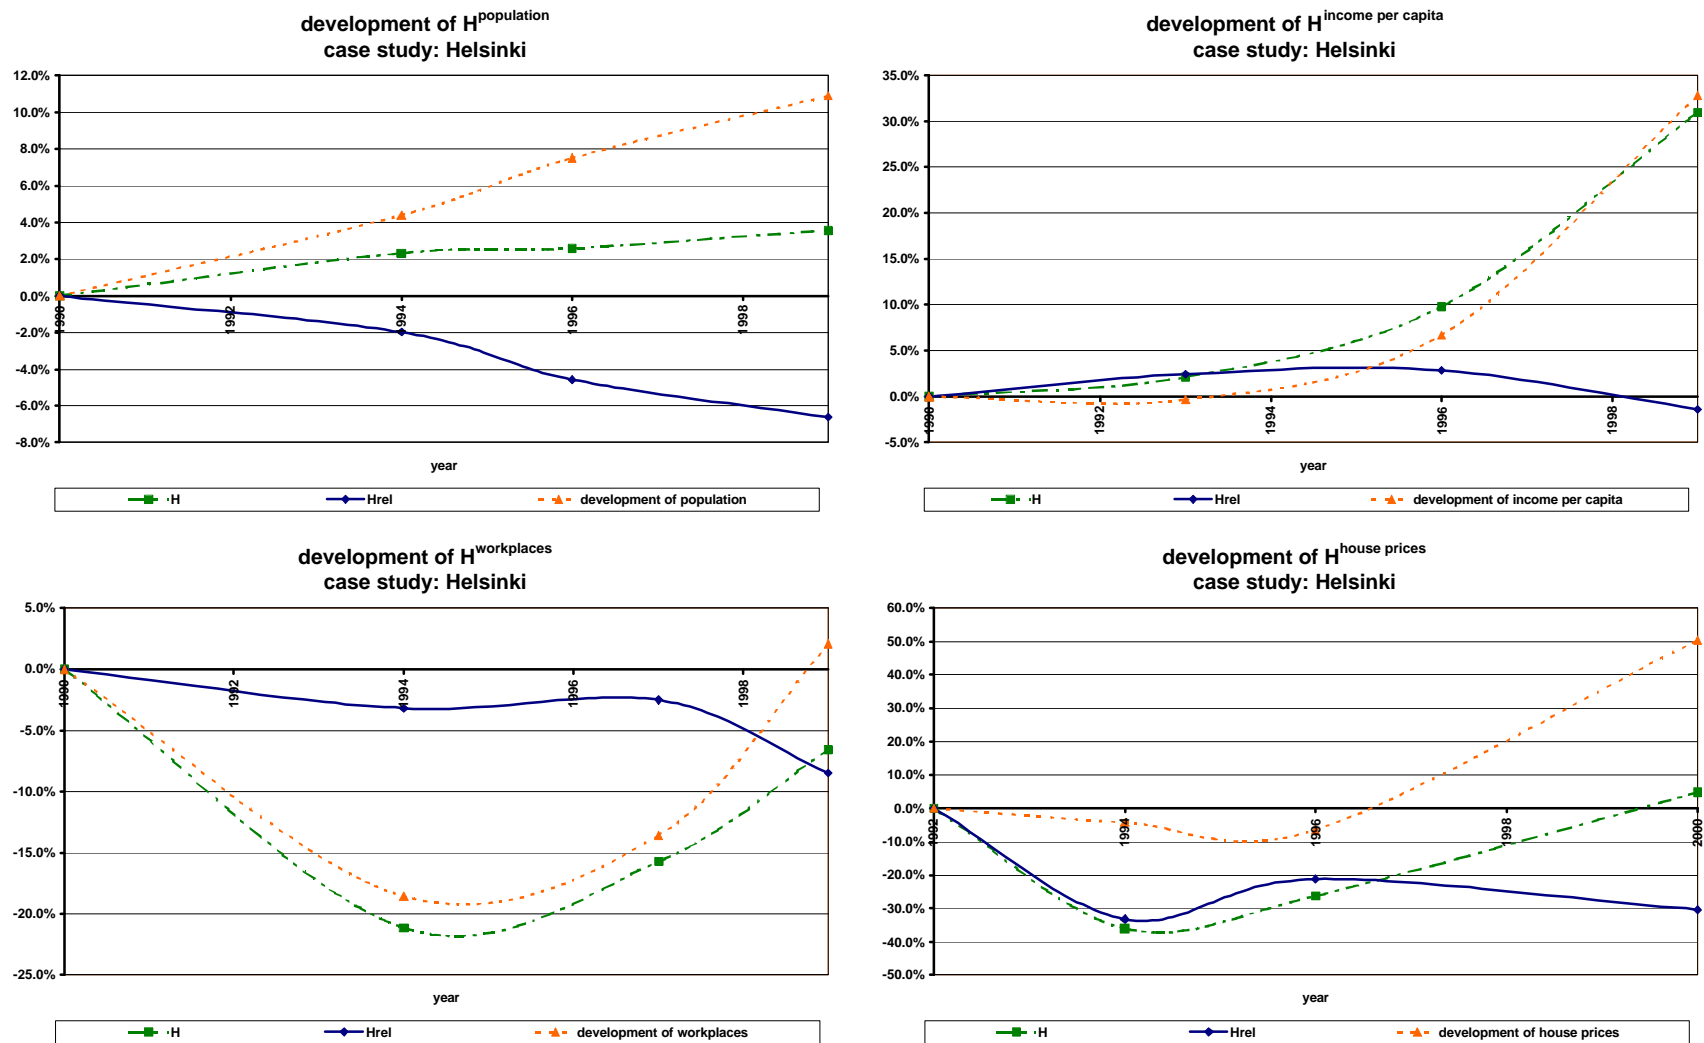 development of H^population
case study: Helsinki
12.0%
10.0%
8.0%
6.0%
4.0%
2.0%
0.0%
-2.0%
-4.0%
-6.0%
-8.0%
1990
1992
1994
1996
1998
year
H
Hrel
development of population
development of H^income per capita
case study: Helsinki
35.0%
30.0%
25.0%
20.0%
15.0%
10.0%
5.0%
0.0%
-5.0%
1990
1992
1994
1996
1998
year
H
Hrel
development of income per capita
development of H^workplaces
case study: Helsinki
5.0%
0.0%
-5.0%
-10.0%
-15.0%
-20.0%
-25.0%
1990
1992
1994
1996
1998
year
H
Hrel
development of workplaces
development of H^house prices
case study: Helsinki
60.0%
50.0%
40.0%
30.0%
20.0%
10.0%
0.0%
-10.0%
-20.0%
-30.0%
-40.0%
-50.0%
1992
1994
1996
1998
2000
year
H
Hrel
development of house prices